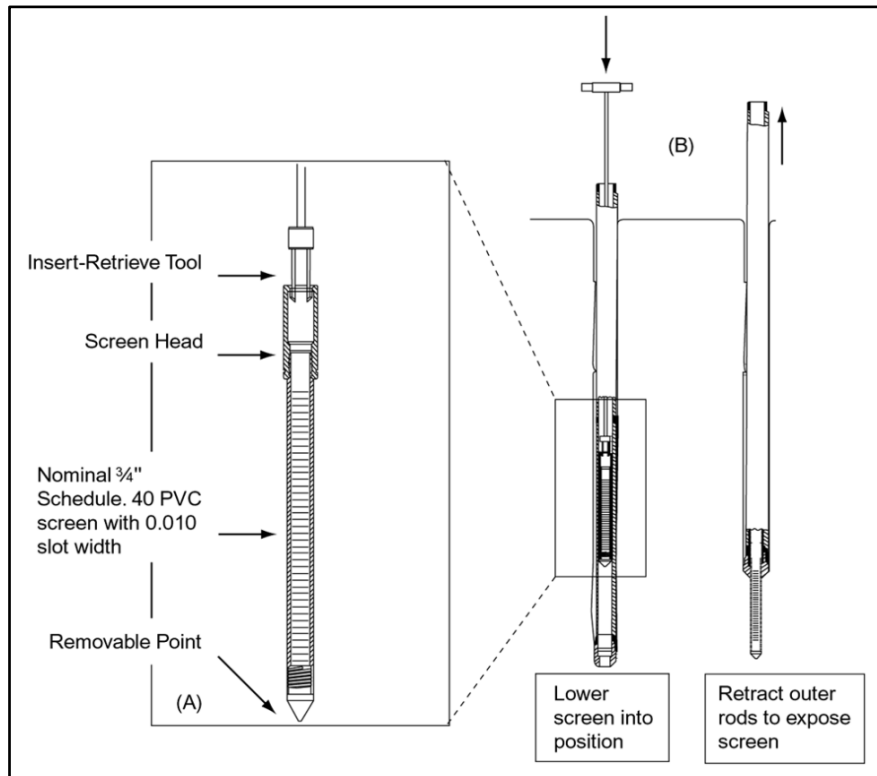 Insert-Retrieve Tool
Screen Head
Nominal ¾"
Schedule. 40 PVC
screen with 0.010
slot width
Removable Point
(A)
(B)
Lower
screen into
position
Retract outer
rods to expose
screen